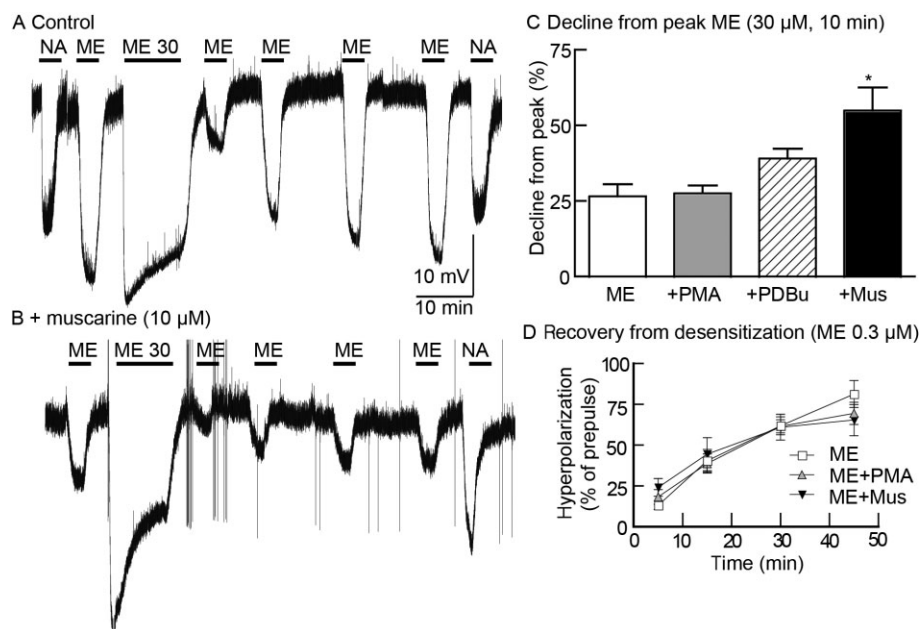 A Control
NA ME ME 30 ME ME ME ME NA
10 mV
10 min
B + muscarine (10 µM)
ME ME 30 ME ME ME ME NA
C Decline from peak ME (30 µM, 10 min)
Decline from peak (%)
75
50
25
0
*
ME +PMA +PDBu +Mus
D Recovery from desensitization (ME 0.3 µM)
Hyperpolarization
(% of prepulse)
100
75
50
25
0
ME
ME+PMA
ME+Mus
0 10 20 30 40 50
Time (min)